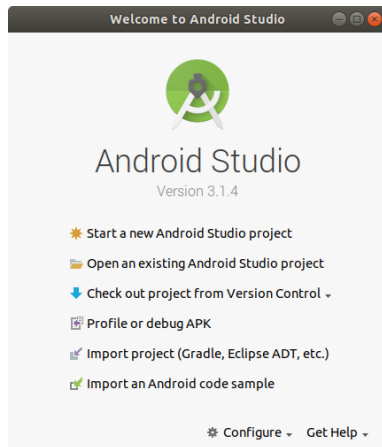 Welcome to Android Studio
Android Studio
Version 3.1.4
Start a new Android Studio project
Open an existing Android Studio project
Check out project from Version Control
Profile or debug APK
Import project (Gradle, Eclipse ADT, etc.)
Import an Android code sample
Configure Get Help